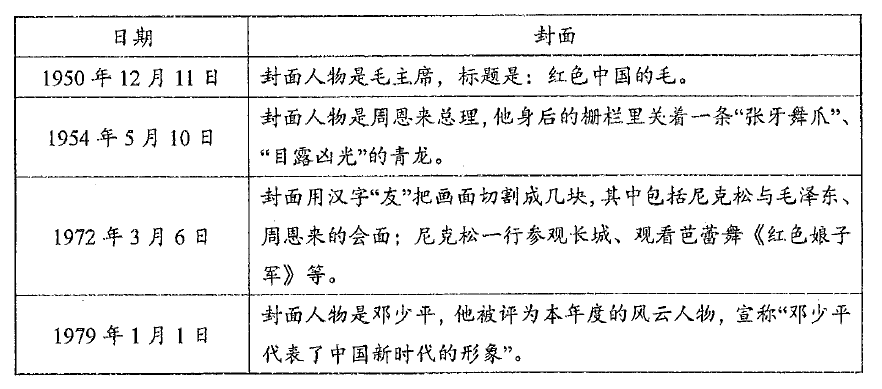 日期 封面
1950 年 12 月 11 日 封面人物是毛主席，标题是：红色中国的毛。
封面人物是周恩来总理，他身后的栅栏里关着一条“张牙舞爪”、
1954 年 5 月 10 日
“目露凶光”的青龙。
封面用汉字“友”把画面切割成几块，其中包括尼克松与毛泽东、
1972 年 3 月 6 日 周恩来的会面；尼克松一行参观长城、观看芭蕾舞《红色娘子
军》等。
封面人物是邓少平，他被评为本年度的风云人物，宣称“邓少平
1979 年 1 月 1 日
代表了中国新时代的形象”。